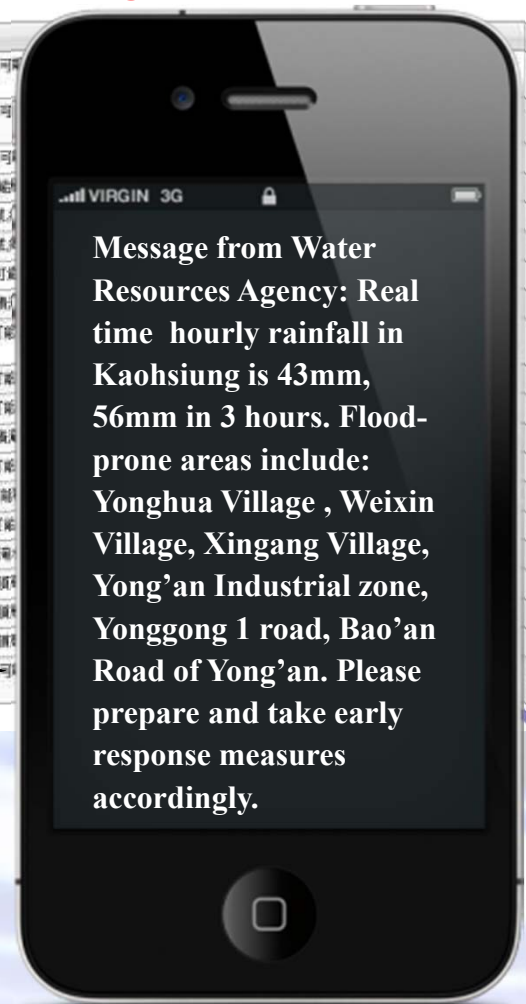 VIRGIN 3G
Message from Water
Resources Agency: Real
time hourly rainfall in
Kaohsiung is 43mm,
56mm in 3 hours. Flood-
prone areas include:
Yonghua Village , Weixin
Village, Xingang Village,
Yong’an Industrial zone,
Yonggong 1 road, Bao’an
Road of Yong’an. Please
prepare and take early
response measures
accordingly.